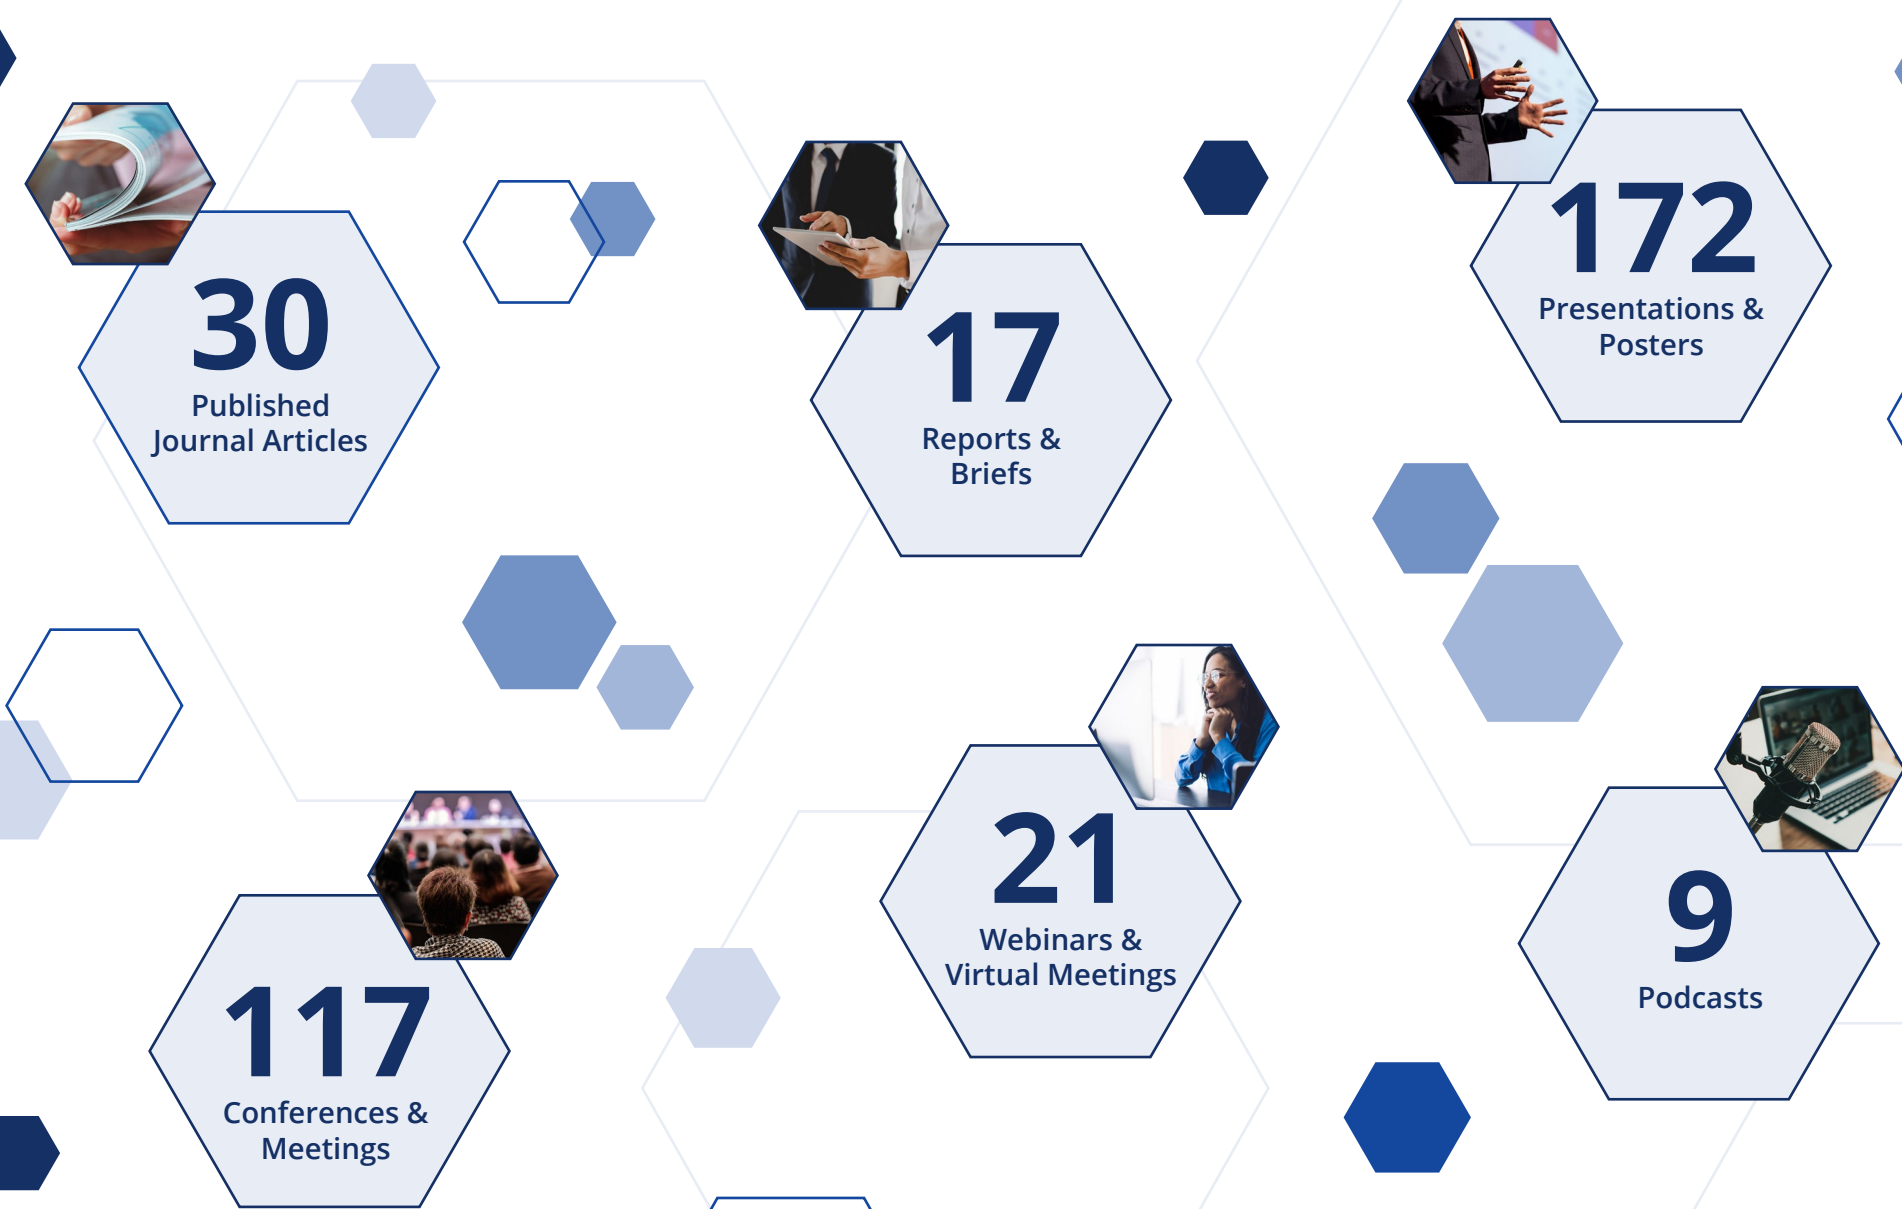 30
Published
Journal Articles
17
Reports &
Briefs
172
Presentations &
Posters
117
Conferences &
Meetings
21
Webinars &
Virtual Meetings
9
Podcasts